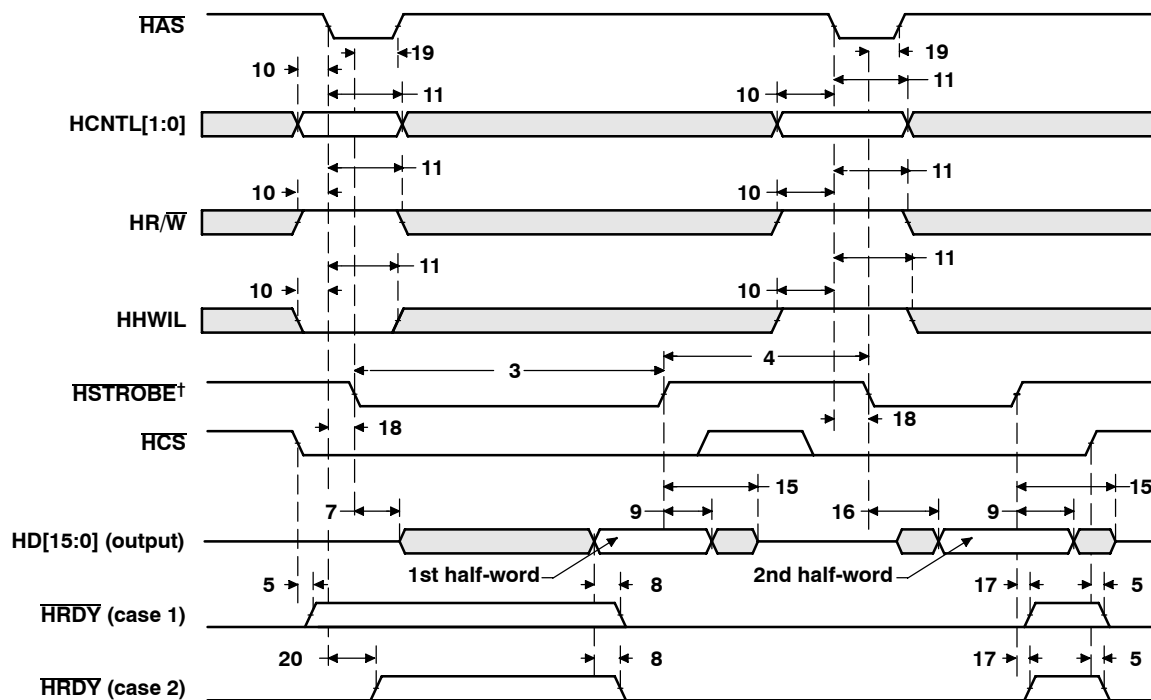 HAS
19 19
10 11 10 11
HCNTL[1:0]
11 11
10 10
HR/W
11 11
10 10
HHWIL
3 4
HSTROBE†
18 18
HCS
15 15
7 9 16 9
HD[15:0] (output)
1st half-word 2nd half-word
5 8 17 5
HRDY (case 1)
20 8 17 5
HRDY (case 2)